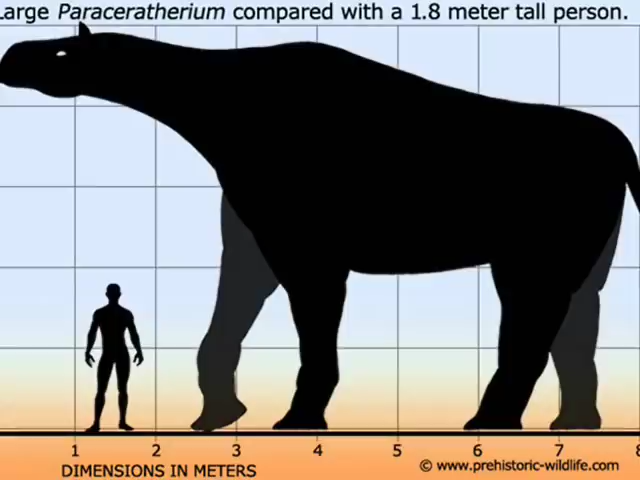 Large Paraceratherium compared with a 1.8 meter tall person.
1 2 3 4 5 6 7 8
DIMENSIONS IN METERS
© www.prehistoric-wildlife.com